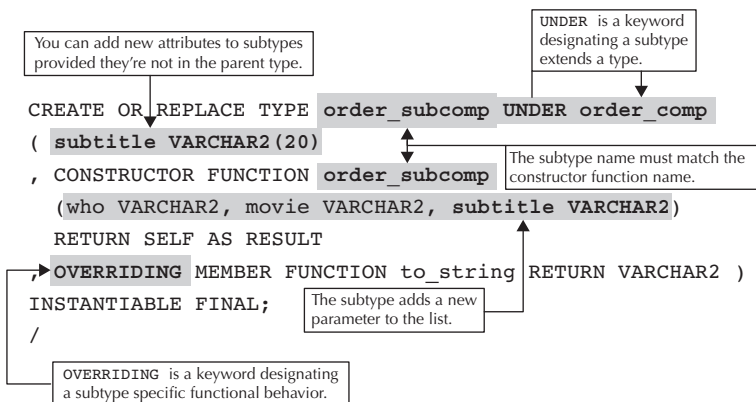 You can add new attributes to subtypes
provided they're not in the parent type.
UNDER is a keyword
designating a subtype
extends a type.
CREATE OR REPLACE TYPE order_subcomp UNDER order_comp
( subtitle VARCHAR2(20)
, CONSTRUCTOR FUNCTION order_subcomp
The subtype name must match the
constructor function name.
(who VARCHAR2, movie VARCHAR2, subtitle VARCHAR2)
RETURN SELF AS RESULT
, OVERRIDING MEMBER FUNCTION to_string RETURN VARCHAR2 )
INSTANTIABLE FINAL;
The subtype adds a new
parameter to the list.
/
OVERRIDING is a keyword designating
a subtype specific functional behavior.